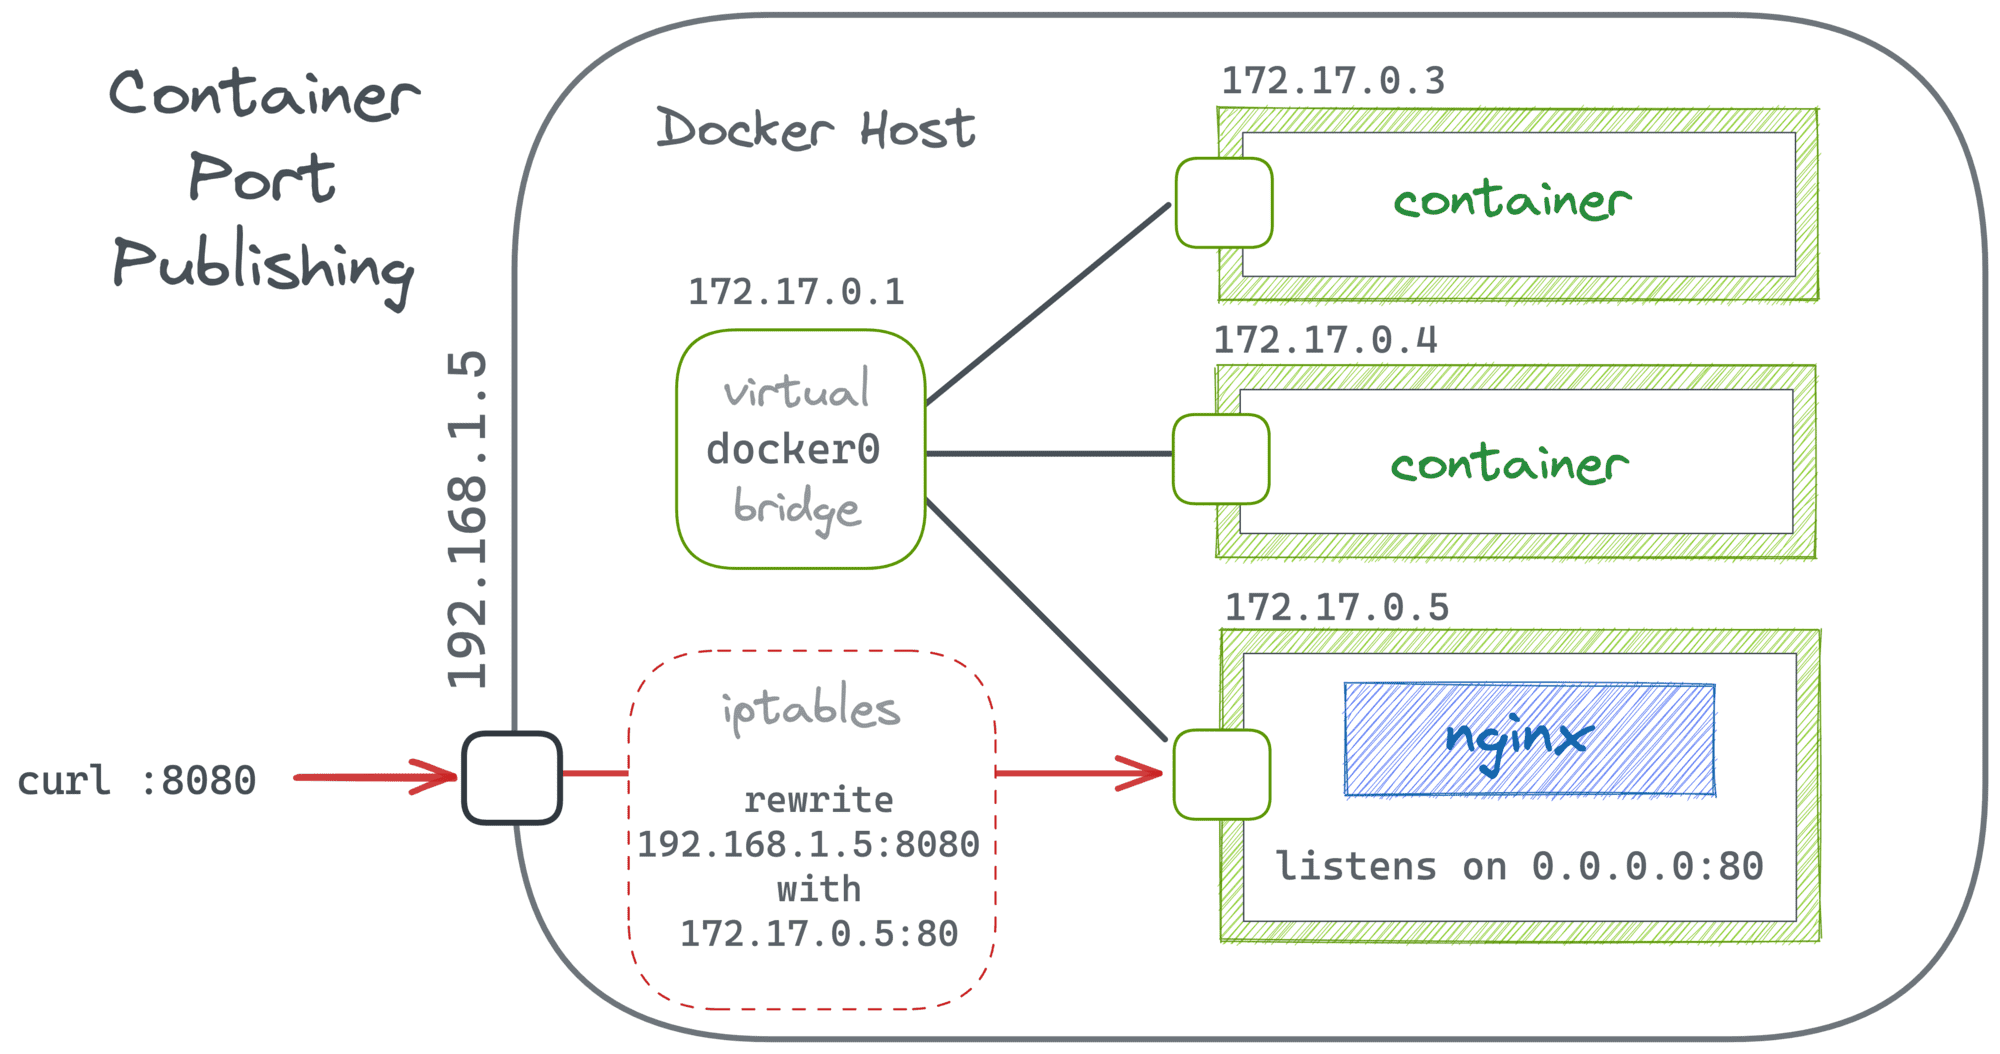 Container
Port
Publishing
Docker Host
192.168.1.5
172.17.0.1
virtual
docker0
bridge
172.17.0.3
container
172.17.0.4
container
172.17.0.5
nginx
listens on 0.0.0.0:80
curl :8080
iptables
rewrite
192.168.1.5:8080
with
172.17.0.5:80